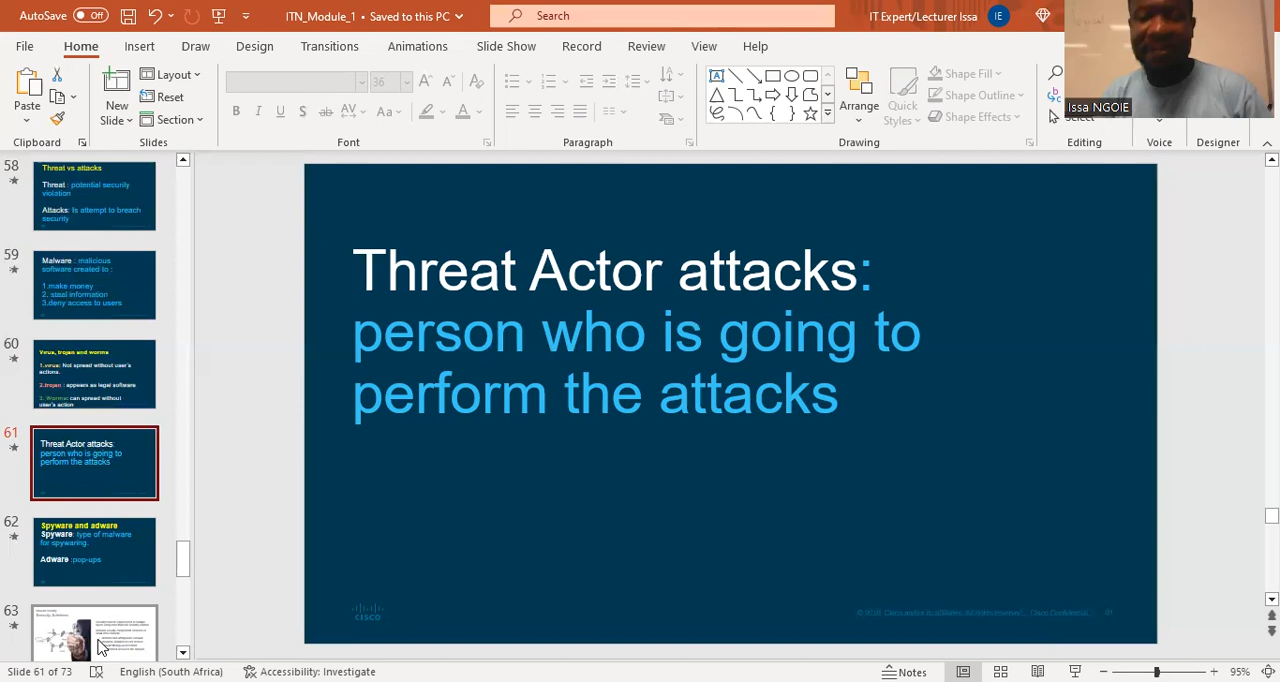 AutoSave Off ITN_Module_1 • Saved to this PC Search IT Expert/Lecturer Issa IE
File Home Insert Draw Design Transitions Animations Slide Show Record Review View Help
Paste New Slide Layout Reset Section 36 Arrange Quick Styles Shape Fill Shape Outline Shape Effects Select
Issa NGOIE
Clipboard Slides Font Paragraph Drawing Editing Voice Designer
58
Threat vs attacks
Threat : potential security
violation
Attacks: Is attempt to breach
security
59
Malware : malicious
software created to :
1.make money
2. steal information
3.deny access to users
60
Virus, trojan and worms
1.virus: Not spread without user's
actions.
2.trojan : appears as legal software
3. Worms: can spread without
user's action
61
Threat Actor attacks:
person who is going to
perform the attacks
62
Spyware and adware
Spyware: type of malware
for spywaring.
Adware :pop-ups
63
Threat Actor attacks:
person who is going to
perform the attacks
CISCO
61
Slide 61 of 73 English (South Africa) Accessibility: Investigate Notes 95%